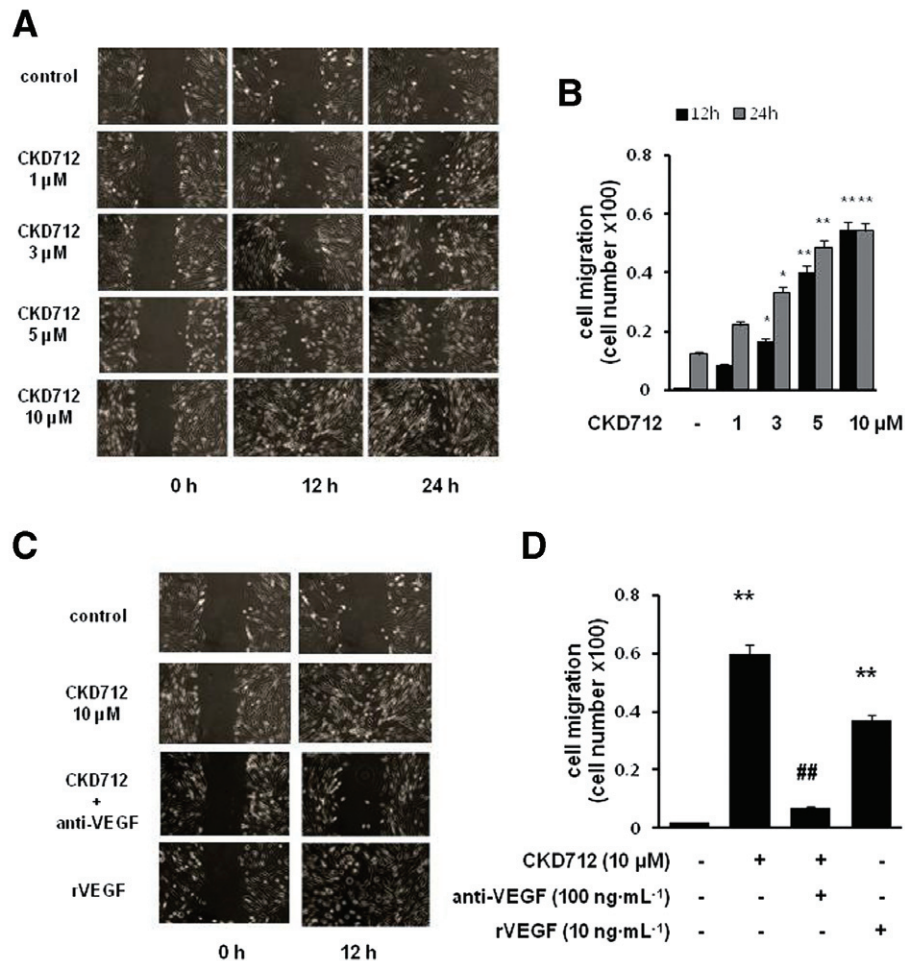 A
control
CKD712
1 µM
CKD712
3 µM
CKD712
5 µM
CKD712
10 µM
0 h 12 h 24 h
B
12h 24h
cell migration
(cell number x100)
0.8
0.6
0.4
0.2
0
* * ** ** ** **
CKD712 - 1 3 5 10 µM
C
control
CKD712
10 µM
CKD712
+
anti-VEGF
rVEGF
0 h 12 h
D
cell migration
(cell number x100)
0.8
0.6
0.4
0.2
0
** ## **
CKD712 (10 µM) - + + -
anti-VEGF (100 ng·mL-1) - - + -
rVEGF (10 ng·mL-1) - - - +